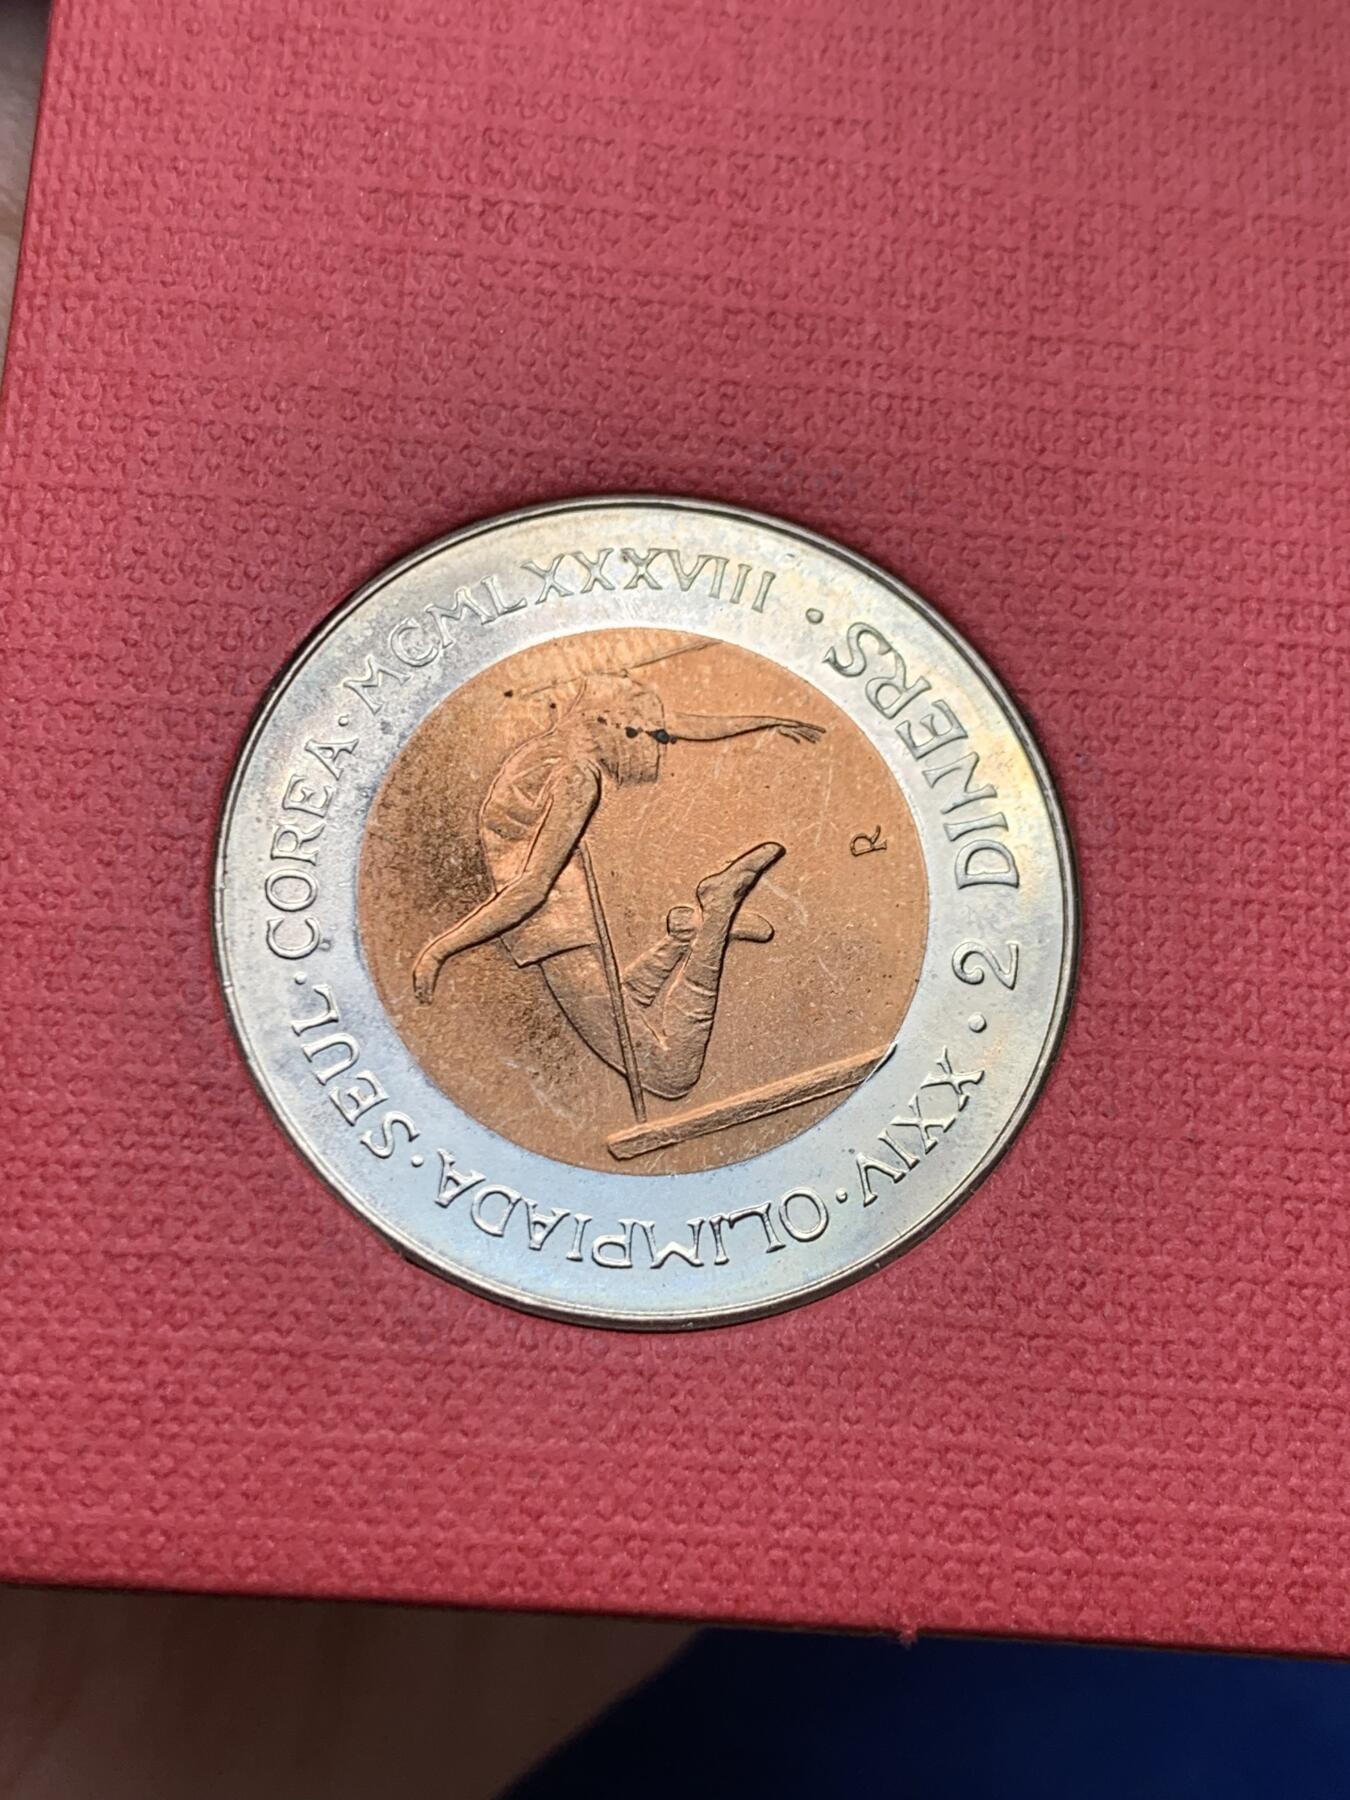 XXIV · OLIMPIADA · SEUL · COREA · MCMLXXXVIII · 2 DINERS ·
R